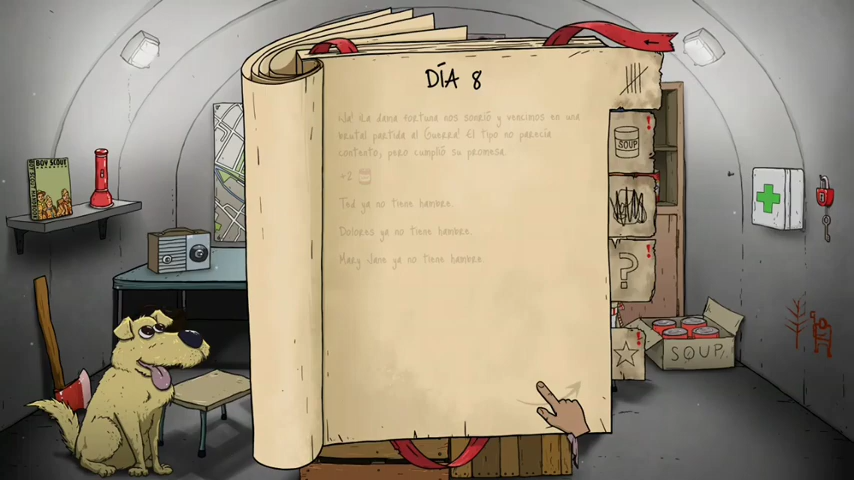 DÍA 8
¡Ja! ¡La dama fortuna nos sonrió y vencimos en una
brutal partida al Guerra! El tipo no parecía
contento, pero cumplió su promesa.
+2
Ted ya no tiene hambre.
Dolores ya no tiene hambre.
Mary Jane ya no tiene hambre.
BOY SCOUT
SOUP
SOUP